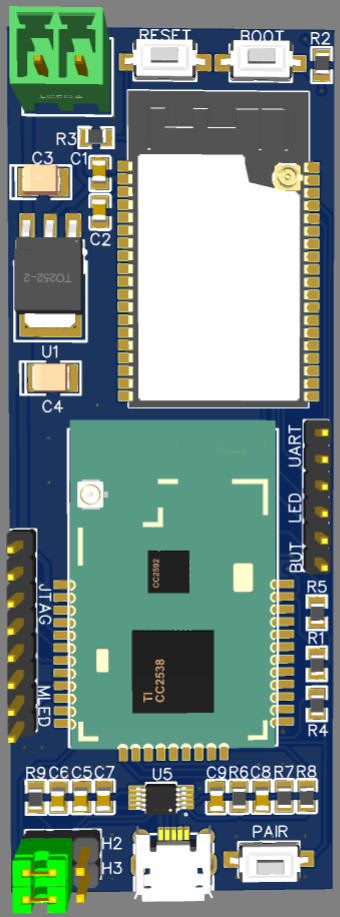 RESET
BOOT
R2
R3
C3
C1
C2
TO252-2
U1
C4
UART
LED
BUT
CC2592
JTAG
MLED
TI
CC2538
R5
R1
R4
R9
C6
C5
C7
U5
C9
R6
C8
R7
R8
H2
H3
PAIR